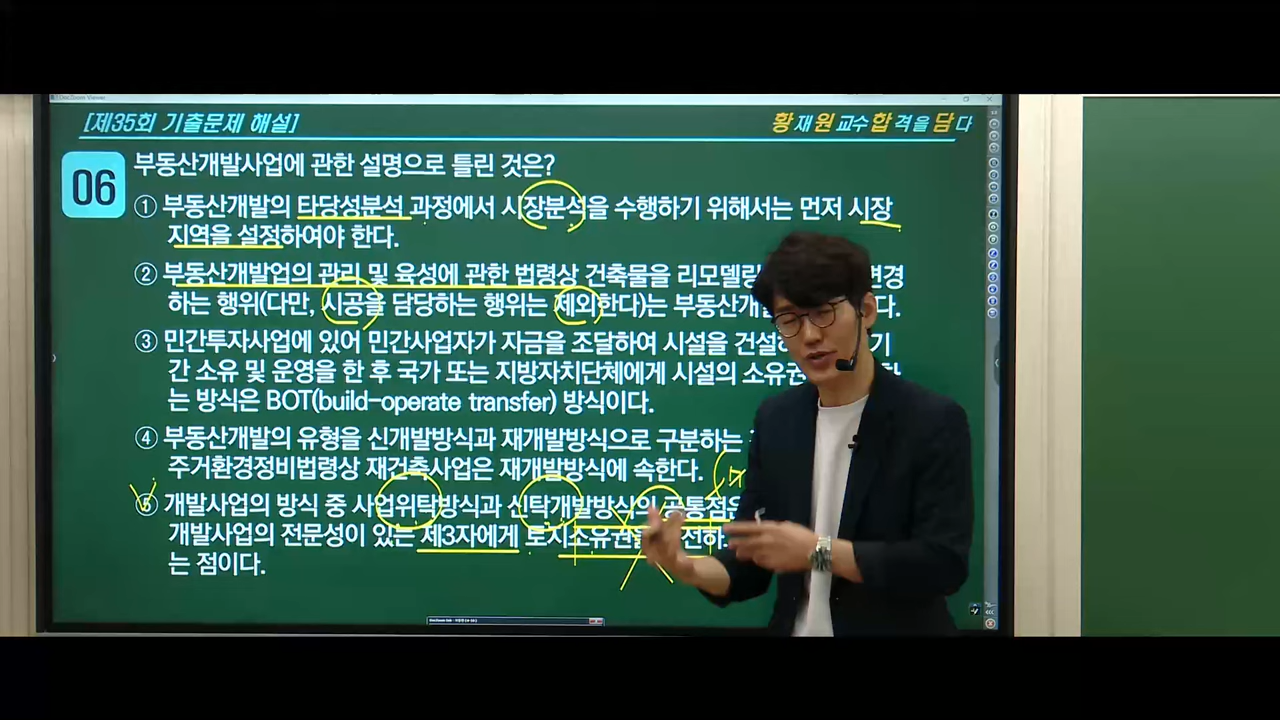 [제35회 기출문제 해설]
황재원 교수 합격을 담다
06
부동산개발사업에 관한 설명으로 틀린 것은?
① 부동산개발의 타당성분석 과정에서 시장분석을 수행하기 위해서는 먼저 시장
지역을 설정하여야 한다.
② 부동산개발업의 관리 및 육성에 관한 법령상 건축물을 리모델링 변경
하는 행위(다만, 시공을 담당하는 행위는 제외한다)는 부동산개 다.
③ 민간투자사업에 있어 민간사업자가 자금을 조달하여 시설을 건설하 기
간 소유 및 운영을 한 후 국가 또는 지방자치단체에게 시설의 소유권
는 방식은 BOT(build-operate transfer) 방식이다.
④ 부동산개발의 유형을 신개발방식과 재개발방식으로 구분하는
주거환경정비법령상 재건축사업은 재개발방식에 속한다.
⑤ 개발사업의 방식 중 사업위탁방식과 신탁개발방식의 공통점은
개발사업의 전문성이 있는 제3자에게 토지소유권을 전하
는 점이다.